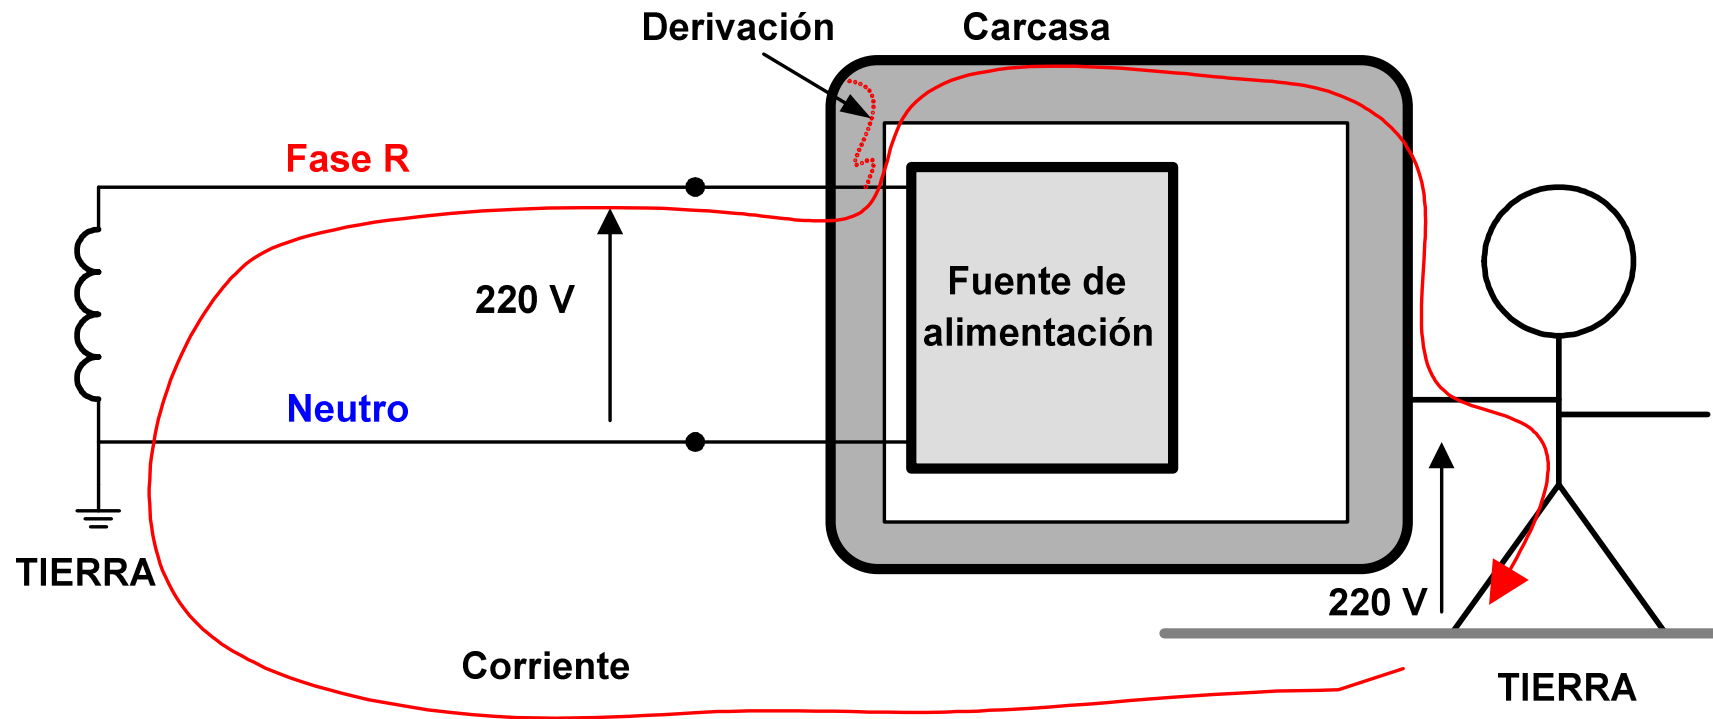 Derivación
Carcasa
Fase R
220 V
Fuente de
alimentación
Neutro
TIERRA
220 V
Corriente
TIERRA